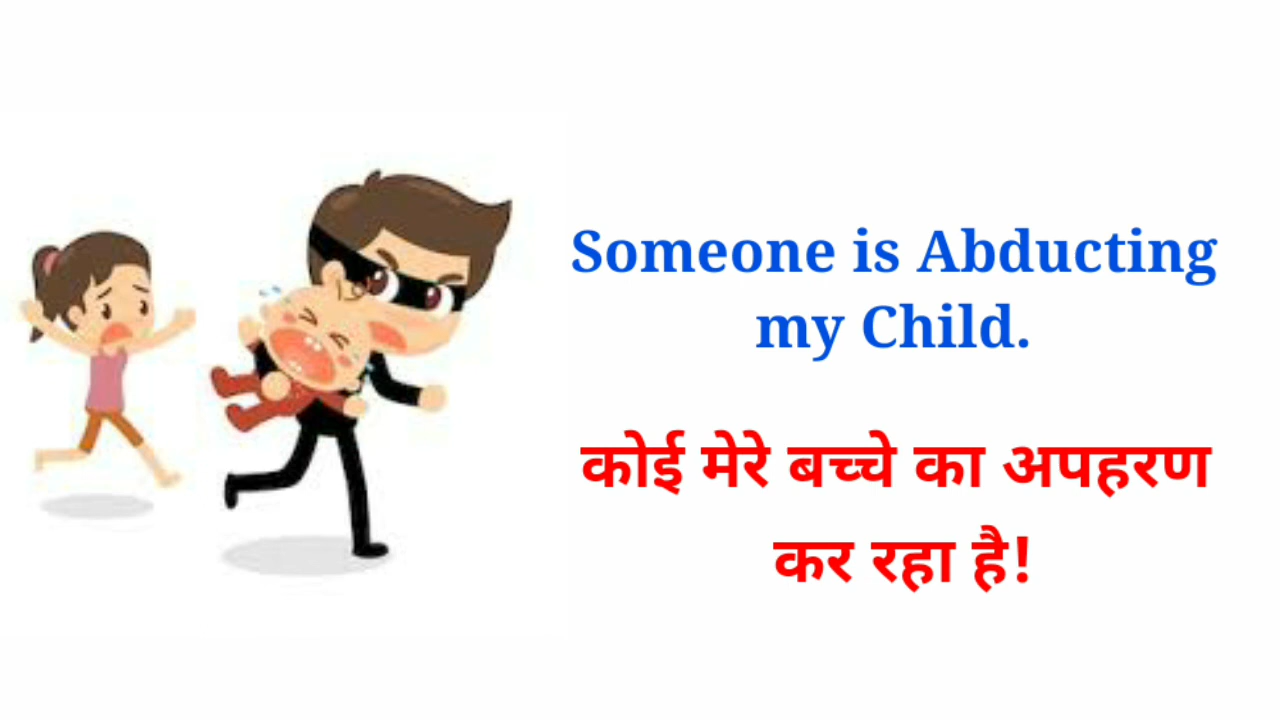 Someone is Abducting
my Child.
कोई मेरे बच्चे का अपहरण
कर रहा है!